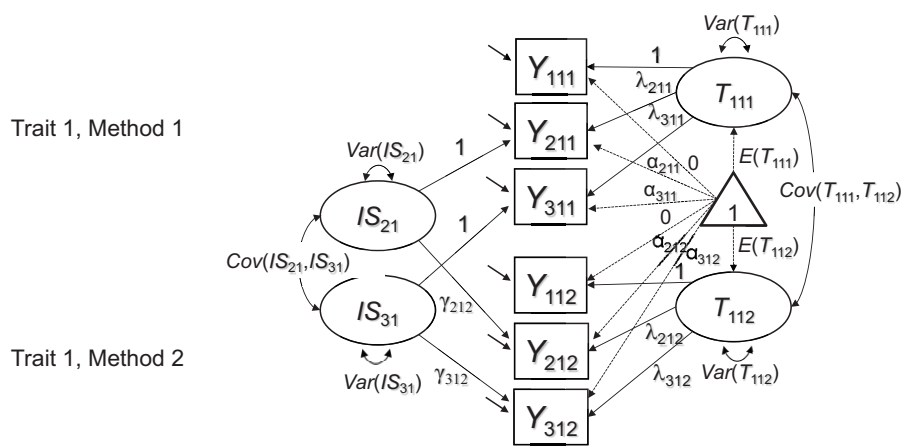 Var(T₁₁₁)
Y₁₁₁
1
λ₂₁₁
T₁₁₁
λ₃₁₁
Trait 1, Method 1
Y₂₁₁
Var(IS₂₁)
1
α₂₁₁
0
E(T₁₁₁)
IS₂₁
1
Y₃₁₁
α₃₁₁
1
Cov(T₁₁₁,T₁₁₂)
0
α₂₁₂
α₃₁₂
E(T₁₁₂)
Cov(IS₂₁,IS₃₁)
Y₁₁₂
1
IS₃₁
γ₂₁₂
T₁₁₂
Trait 1, Method 2
Y₂₁₂
λ₂₁₂
Var(IS₃₁)
γ₃₁₂
λ₃₁₂
Var(T₁₁₂)
Y₃₁₂